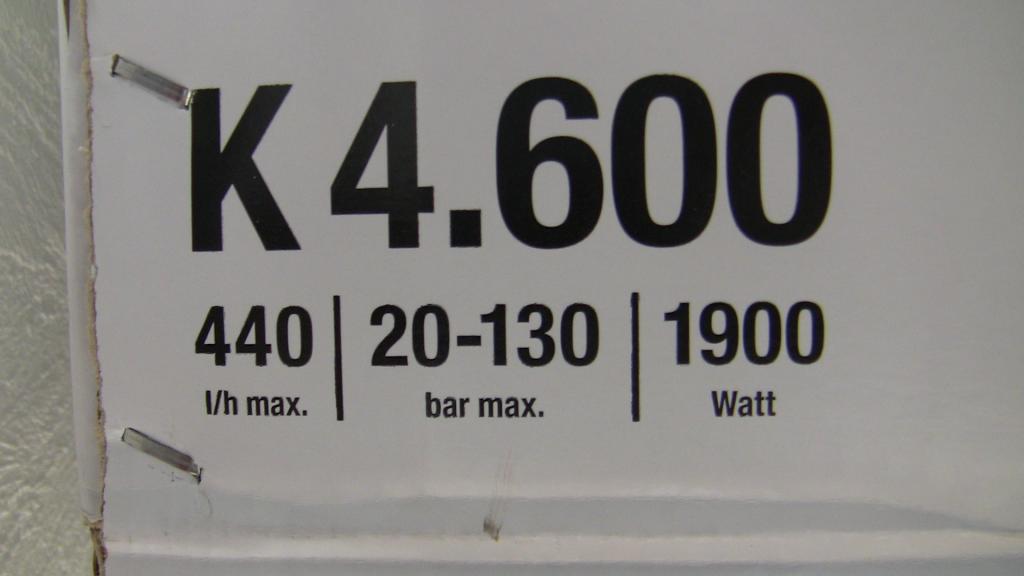 K 4.600
440 | 20-130 | 1900
l/h max. bar max. Watt